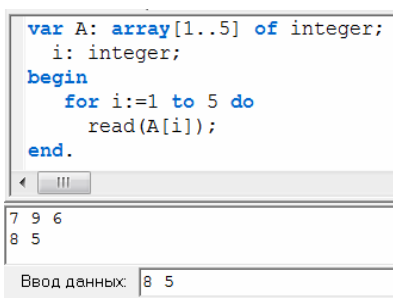 var A: array[1..5] of integer;
i: integer;
begin
for i:=1 to 5 do
read(A[i]);
end.
7 9 6
8 5
Ввод данных: 8 5